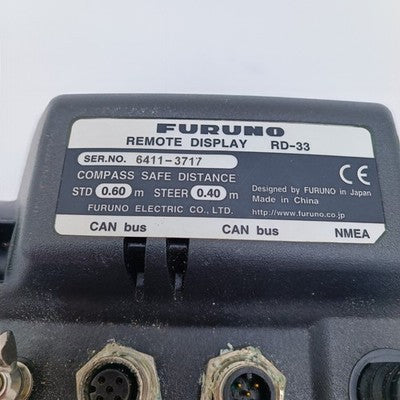 FURUNO
REMOTE DISPLAY RD-33
SER.NO. 6411-3717
COMPASS SAFE DISTANCE
STD 0.60 m STEER 0.40 m
FURUNO ELECTRIC CO., LTD.
CE
Designed by FURUNO in Japan
Made in China
http://www.furuno.co.jp
CAN bus CAN bus NMEA